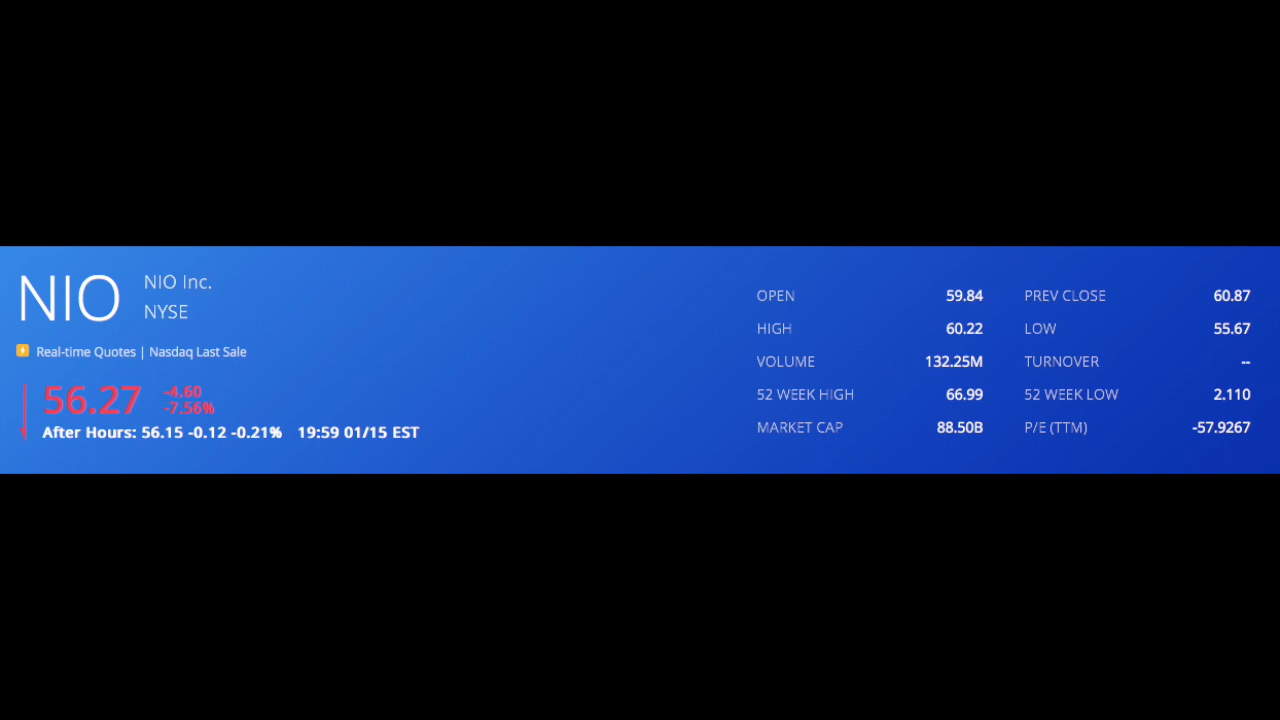 NIO
NIO Inc.
NYSE
Real-time Quotes | Nasdaq Last Sale
56.27
-4.60
-7.56%
After Hours: 56.15 -0.12 -0.21% 19:59 01/15 EST
OPEN 59.84 PREV CLOSE 60.87
HIGH 60.22 LOW 55.67
VOLUME 132.25M TURNOVER --
52 WEEK HIGH 66.99 52 WEEK LOW 2.110
MARKET CAP 88.50B P/E (TTM) -57.9267